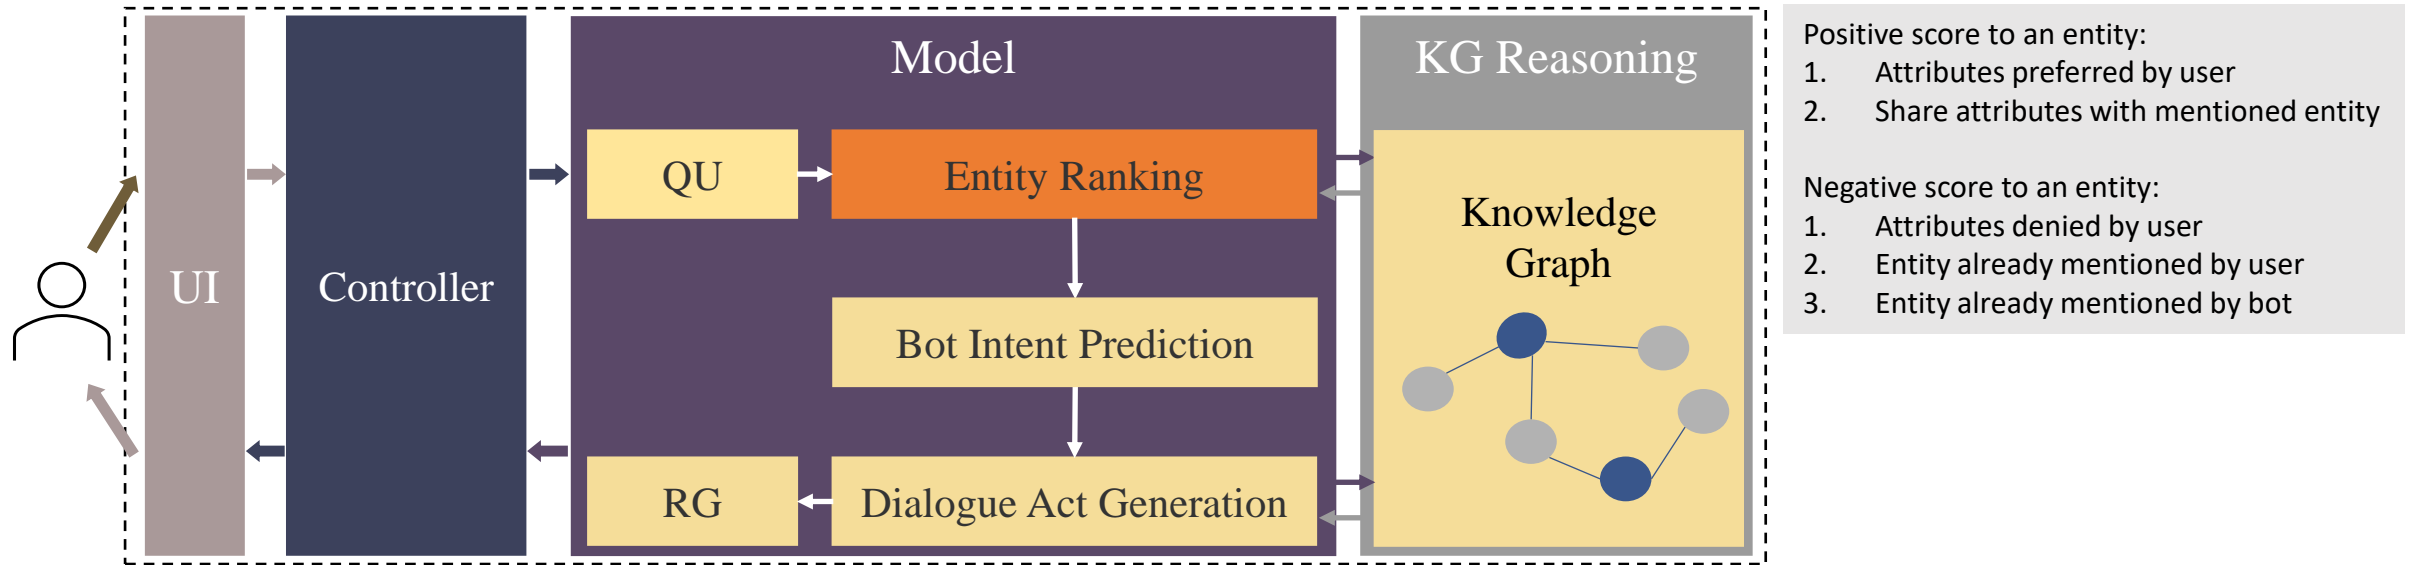 UI
Controller
Model
QU
Entity Ranking
Bot Intent Prediction
RG
Dialogue Act Generation
KG Reasoning
Knowledge
Graph
Positive score to an entity:
1. Attributes preferred by user
2. Share attributes with mentioned entity
Negative score to an entity:
1. Attributes denied by user
2. Entity already mentioned by user
3. Entity already mentioned by bot